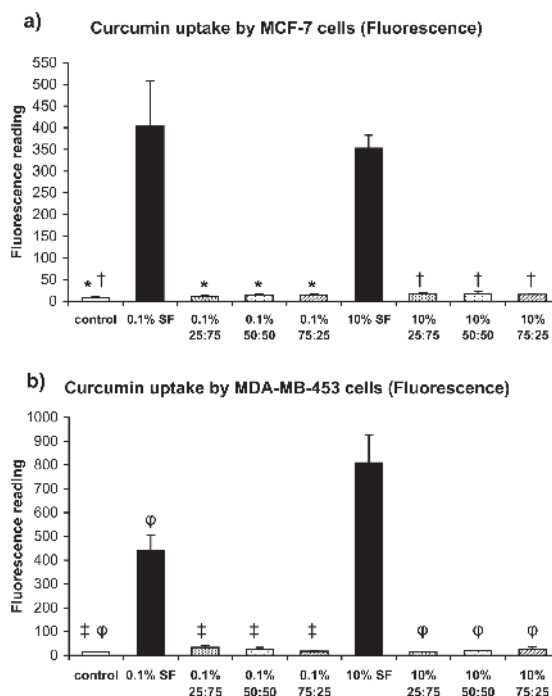 a)
Curcumin uptake by MCF-7 cells (Fluorescence)
Fluorescence reading
550
500
450
400
350
300
250
200
150
100
50
0
* †
*
*
*
†
†
†
control 0.1% SF 0.1% 0.1% 0.1% 10% SF 10% 10% 10%
25:75 50:50 75:25 25:75 50:50 75:25
b)
Curcumin uptake by MDA-MB-453 cells (Fluorescence)
Fluorescence reading
1000
900
800
700
600
500
400
300
200
100
0
‡ φ
φ
‡
‡
‡
φ
φ
φ
control 0.1% SF 0.1% 0.1% 0.1% 10% SF 10% 10% 10%
25:75 50:50 75:25 25:75 50:50 75:25